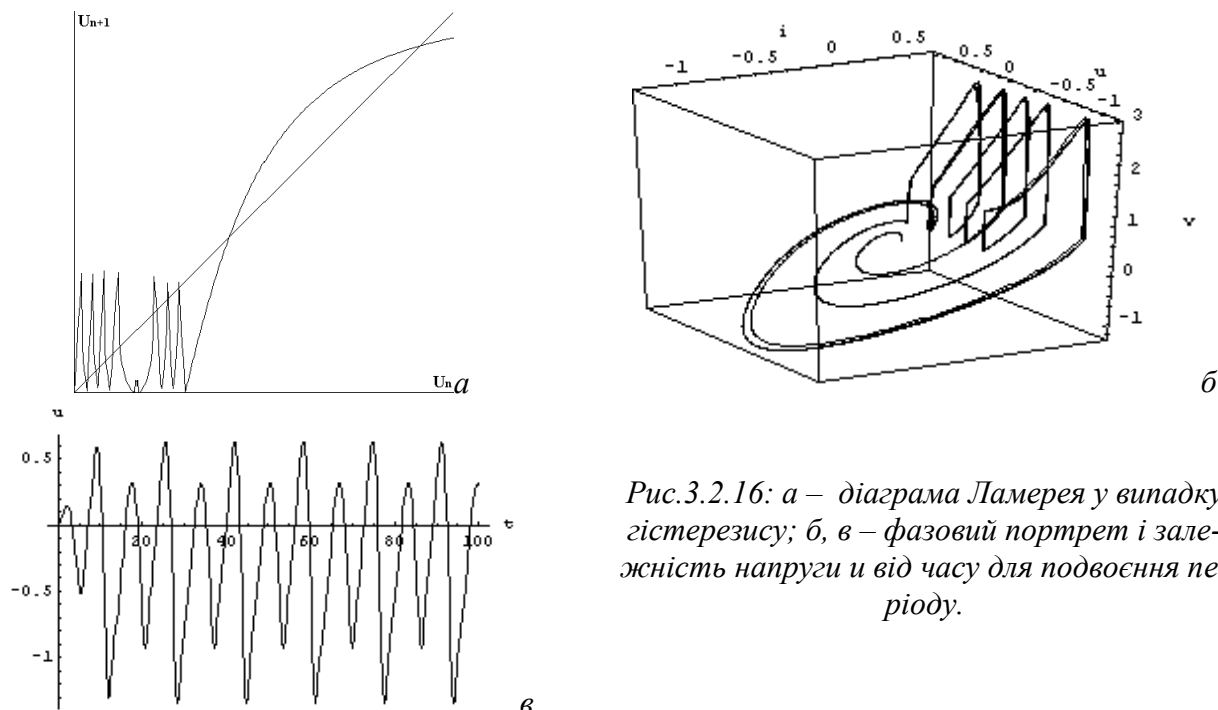 Un+1
Un
а
i
-1
-0.5
0
0.5
0.5
0
-0.5
u
-1
3
2
1
v
0
-1
б
u
0.5
20
40
60
80
100
t
-0.5
-1
в
Рис.3.2.16: а – діаграма Ламерея у випадку
гістерезису; б, в – фазовий портрет і зале-
жність напруги и від часу для подвоєння пе-
ріоду.